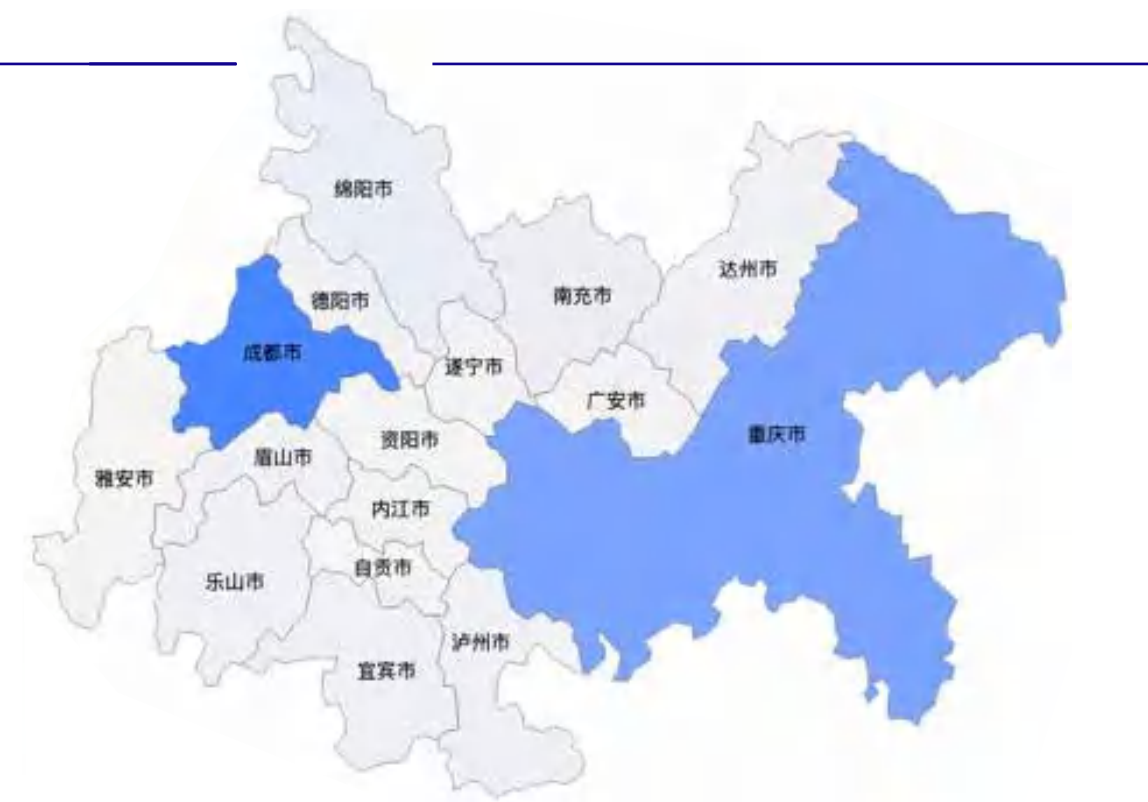 绵阳市
达州市
南充市
德阳市
成都市
遂宁市
广安市
重庆市
资阳市
眉山市
雅安市
内江市
自贡市
乐山市
泸州市
宜宾市